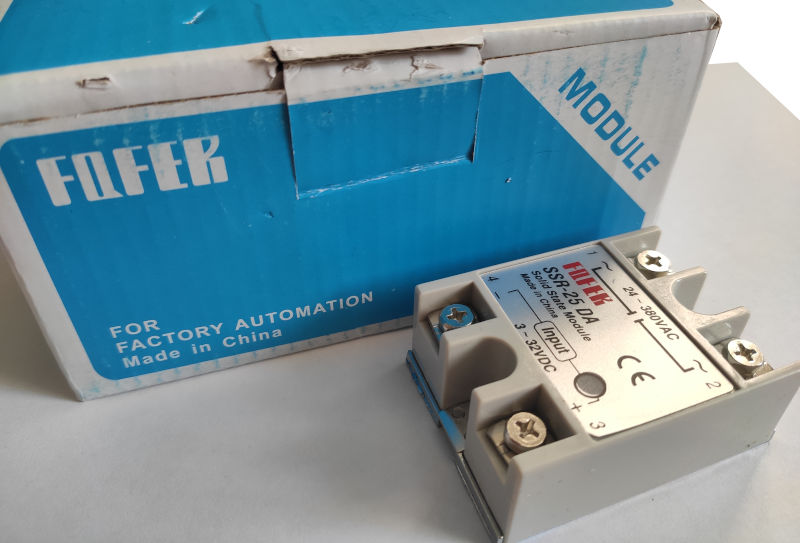 FQFER
MODULE
FOR
FACTORY AUTOMATION
Made in China
1 ~
FQFER
SSR-25 DA
Solid State Module
Made in China
24 - 380VAC
4 -
Input
3 - 32VDC
CE
~ 2
+ 3